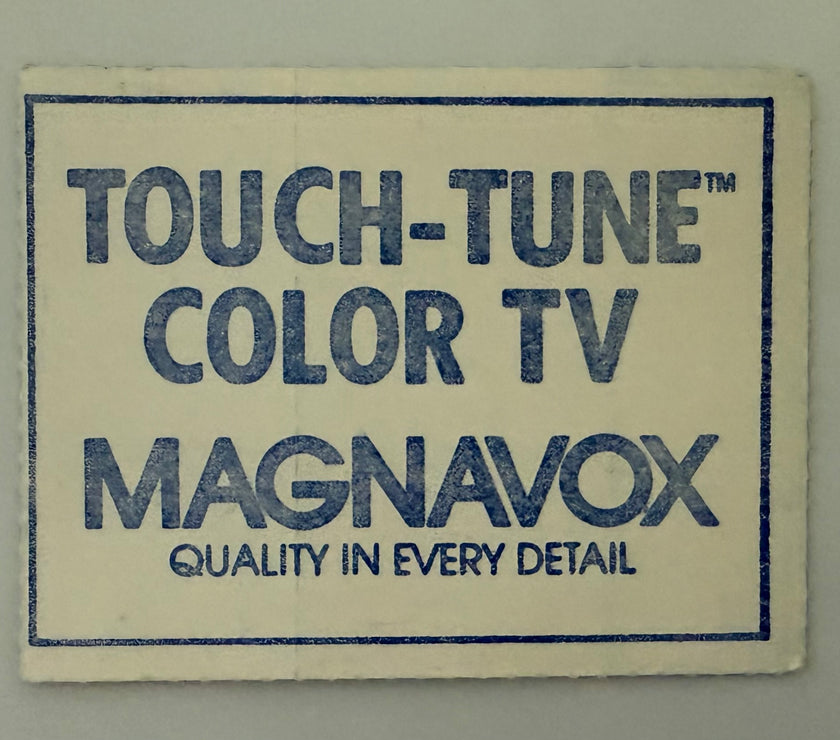 TOUCH-TUNE™
COLOR TV
MAGNAVOX
QUALITY IN EVERY DETAIL